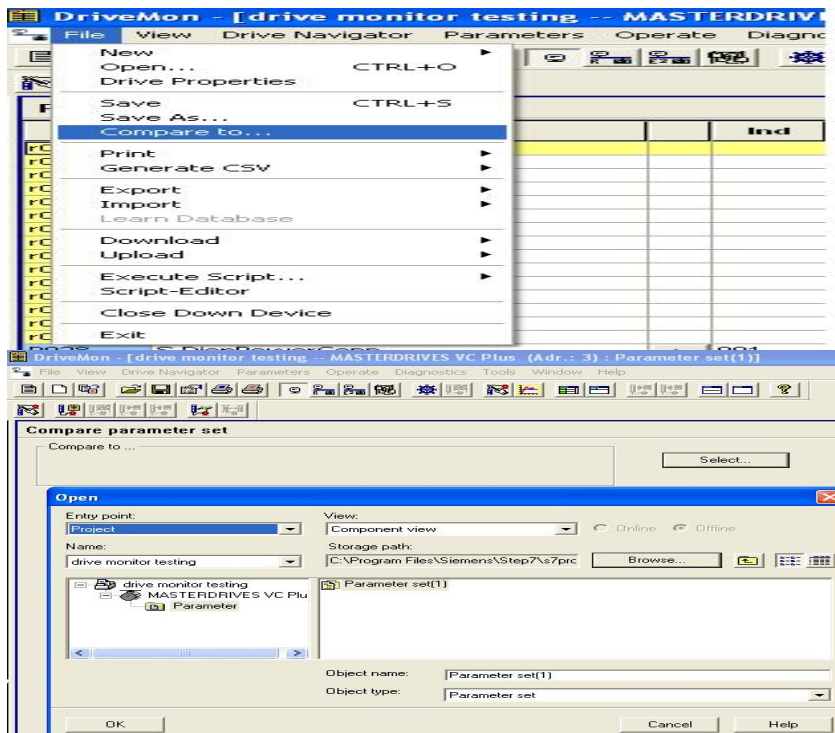 DriveMon - [drive monitor testing -- MASTERDRIV
File View Drive Navigator Parameters Operate Diagno
New
Open... CTRL+O
Drive Properties
Save CTRL+S
Save As...
Compare to...
Ind
Print
Generate CSV
Export
Import
Learn Database
Download
Upload
Execute Script...
Script-Editor
Close Down Device
Exit
DriveMon - [drive monitor testing -- MASTERDRIVES VC Plus (Adr.: 3) : Parameter set(1)]
File View Drive Navigator Parameters Operate Diagnostics Tools Window Help
Compare parameter set
Compare to ...
Select...
Open
Entry point: View:
Project Component view Online Offline
Name: Storage path:
drive monitor testing C:\Program Files\Siemens\Step7\s7prc Browse...
drive monitor testing Parameter set(1)
MASTERDRIVES VC Plu
Parameter
Object name: Parameter set(1)
Object type: Parameter set
OK Cancel Help